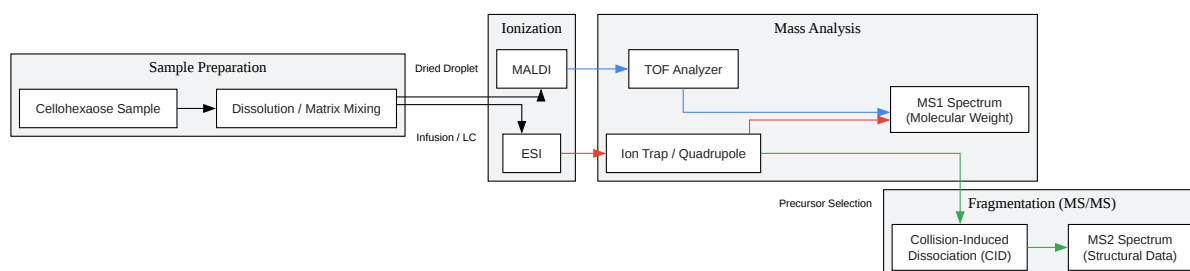 Sample Preparation
Cellohexaose Sample
Dissolution / Matrix Mixing
Dried Droplet
Infusion / LC
Ionization
MALDI
ESI
Mass Analysis
TOF Analyzer
Ion Trap / Quadrupole
MS1 Spectrum
(Molecular Weight)
Precursor Selection
Fragmentation (MS/MS)
Collision-Induced
Dissociation (CID)
MS2 Spectrum
(Structural Data)